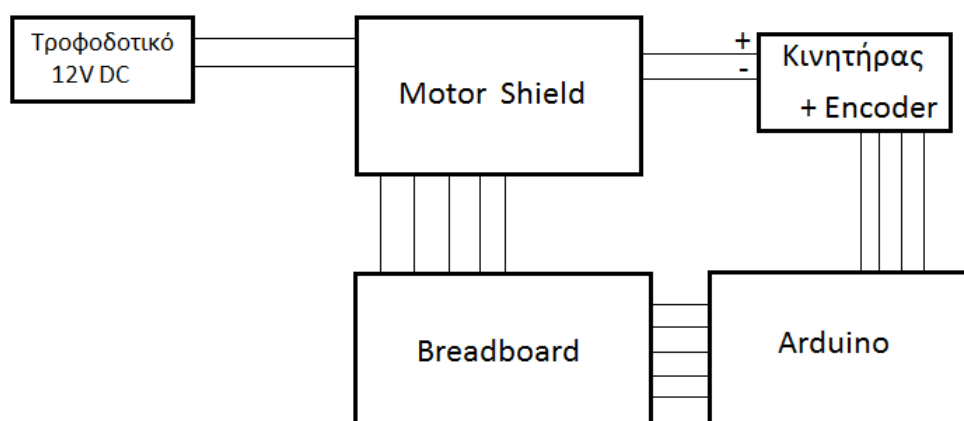 Τροφοδοτικό
12V DC
Motor Shield
+
-
Κινητήρας
+ Encoder
Breadboard
Arduino